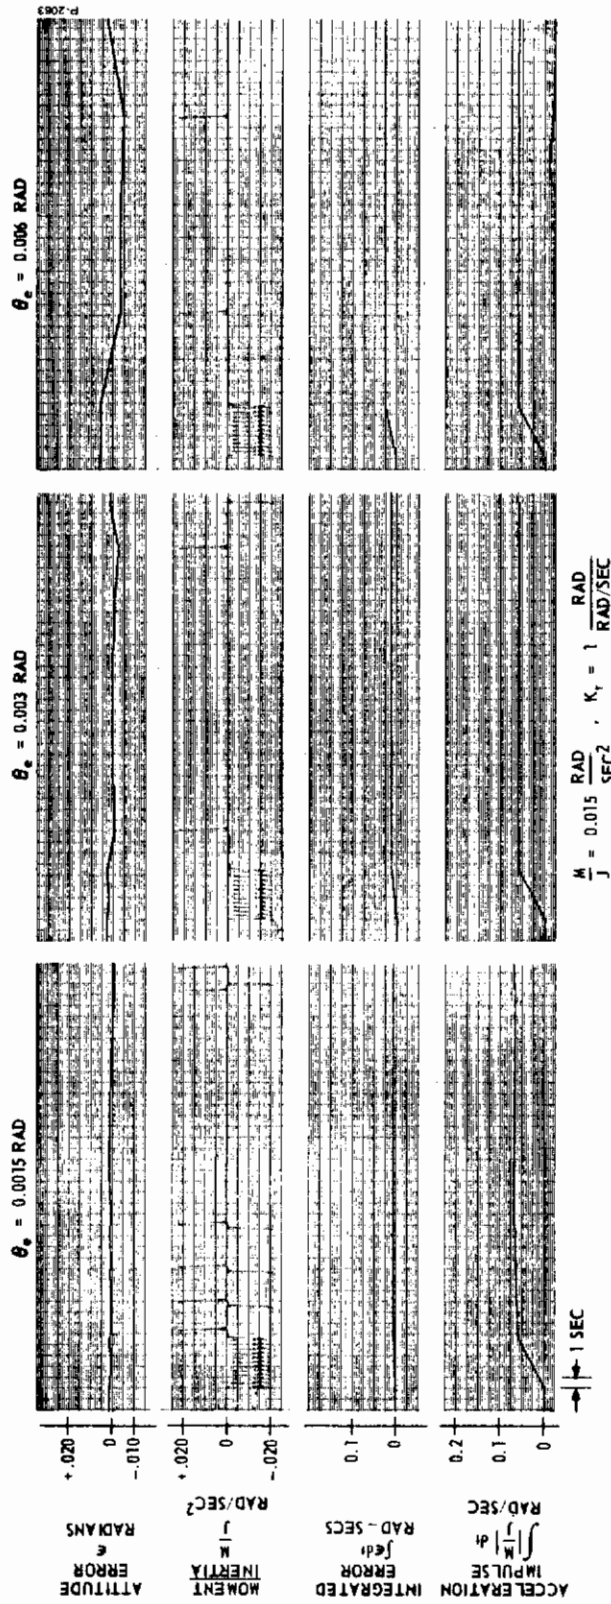 P-2083
θₑ = 0.0015 RAD
θₑ = 0.003 RAD
θₑ = 0.006 RAD
ATTITUDE
ERROR
ϵ
RADIANS
+.020
0
-.010
MOMENT
INERTIA
M
J
RAD/SEC²
+.020
0
-.020
INTEGRATED
ERROR
∫ϵdt
RAD-SECS
0.1
0
ACCELERATION
IMPULSE
∫|M/J| dt
RAD/SEC
0.2
0.1
0
1 SEC
M/J = 0.015 RAD/SEC² , Kᵣ = 1 RAD/RAD/SEC